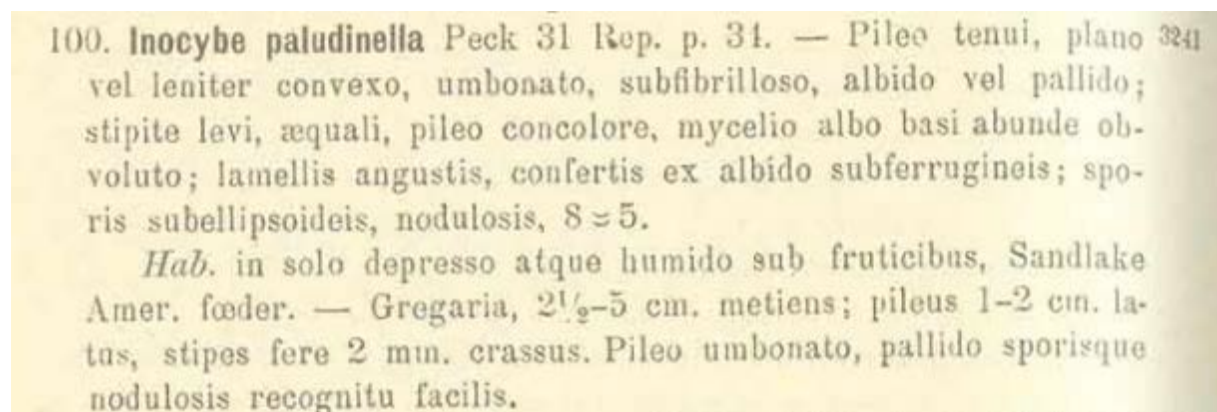 100. Inocybe paludinella Peck 31 Rep. p. 31. — Pileo tenui, plano 3241
vel leniter convexo, umbonato, subfibrilloso, albido vel pallido;
stipite levi, æquali, pileo concolore, mycelio albo basi abunde ob-
voluto; lamellis angustis, confertis ex albido subferrugineis; spo-
ris subellipsoideis, nodulosis, 8 ≍ 5.
Hab. in solo depresso atque humido sub fruticibus, Sandlake
Amer. fœder. — Gregaria, 2½–5 cm. metiens; pileus 1–2 cm. la-
tus, stipes fere 2 mm. crassus. Pileo umbonato, pallido sporisque
nodulosis recognitu facilis.